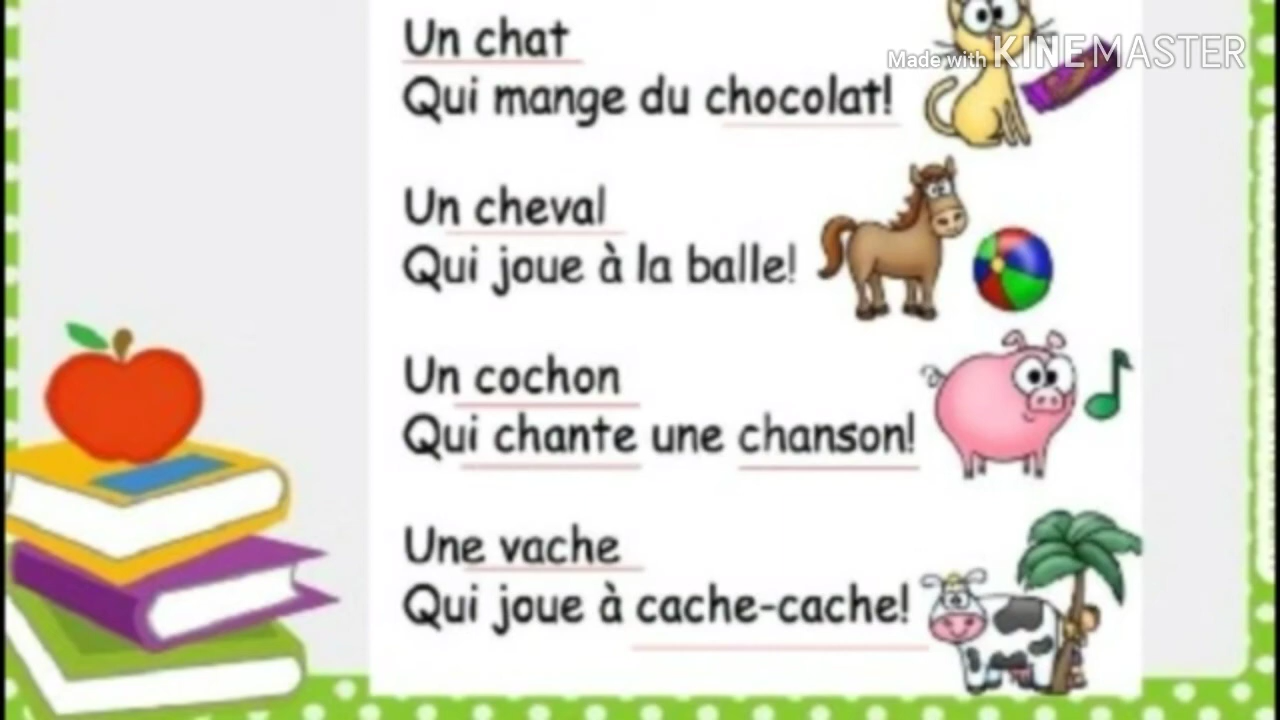 Un chat
Made with KINEMASTER
Qui mange du chocolat!
Un cheval
Qui joue à la balle!
Un cochon
Qui chante une chanson!
Une vache
Qui joue à cache-cache!